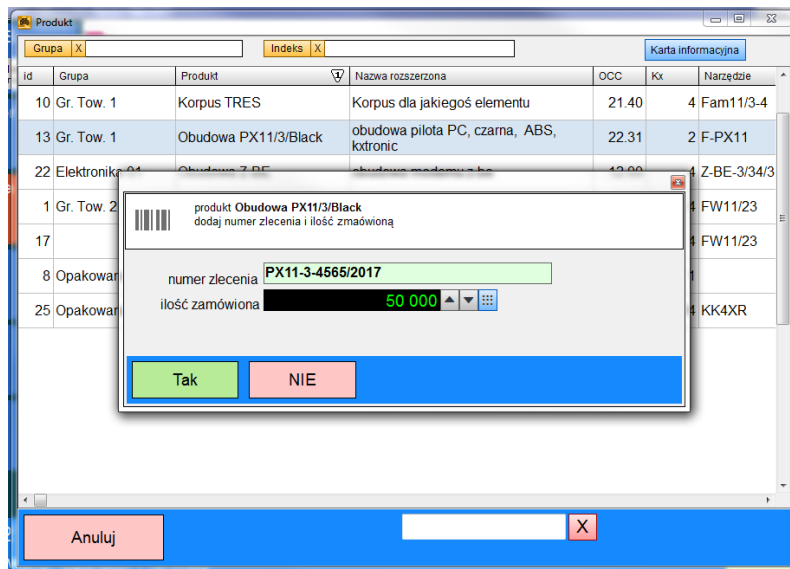 Produkt
Grupa X Indeks X Karta informacyjna
id Grupa Produkt 1 Nazwa rozszerzona OCC Kx Narzędzie
10 Gr. Tow. 1 Korpus TRES Korpus dla jakiegoś elementu 21.40 4 Fam11/3-4
13 Gr. Tow. 1 Obudowa PX11/3/Black obudowa pilota PC, czarna, ABS, kxtronic 22.31 2 F-PX11
22 Elektronika 4 Z-BE-3/34/3
1 Gr. Tow. 2 FW11/23
17 4 FW11/23
8 Opakowan
25 Opakowan 4 KK4XR
produkt Obudowa PX11/3/Black
dodaj numer zlecenia i ilość zmaówioną
numer zlecenia PX11-3-4565/2017
ilość zamówiona 50 000
Tak NIE
Anuluj X